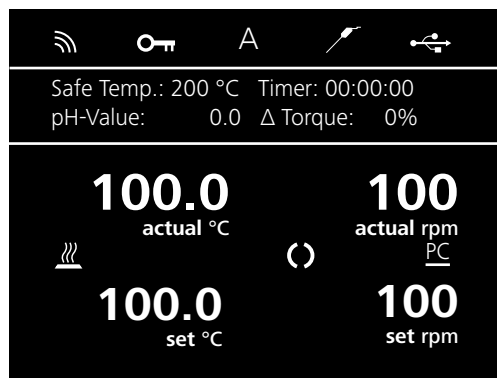 A
Safe Temp.: 200 °C Timer: 00:00:00
pH-Value: 0.0 Δ Torque: 0%
100.0 100
actual °C actual rpm
PC
100.0 100
set °C set rpm